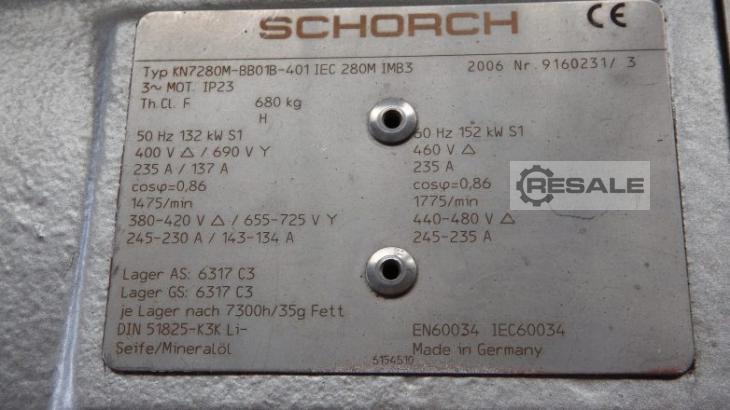 SCHORCH
CE
Typ KN7280M-BB01B-401 IEC 280M IMB3 2006 Nr. 9160231/ 3
3~ MOT. IP23
Th.Cl. F 680 kg
H
50 Hz 132 kW S1 60 Hz 152 kW S1
400 V △ / 690 V Y 460 V △
235 A / 137 A 235 A
cosφ=0,86 cosφ=0,86
1475/min 1775/min
380-420 V △ / 655-725 V Y 440-480 V △
245-230 A / 143-134 A 245-235 A
RESALE
Lager AS: 6317 C3
Lager GS: 6317 C3
je Lager nach 7300h/35g Fett
DIN 51825-K3K Li- EN60034 IEC60034
Seife/Mineralöl 6154510 Made in Germany